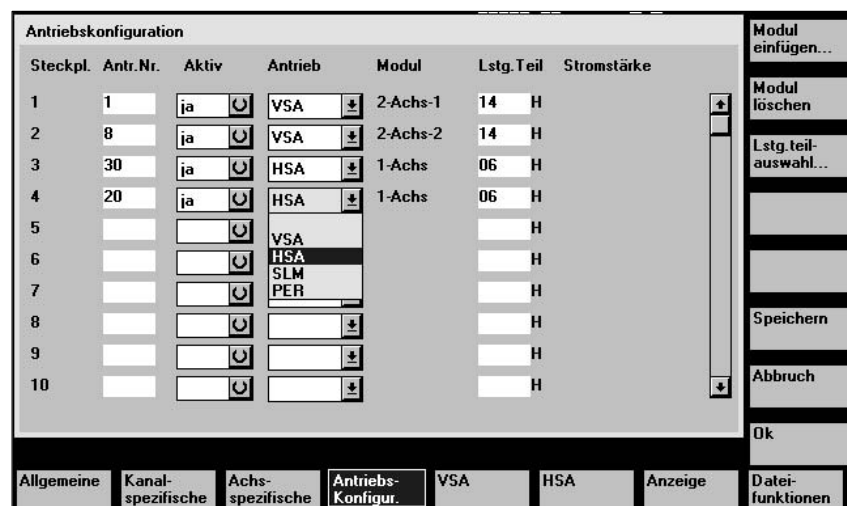 Antriebskonfiguration
Steckpl. Antr.Nr. Aktiv Antrieb Modul Lstg.Teil Stromstärke
1 1 ja VSA 2-Achs-1 14 H
2 8 ja VSA 2-Achs-2 14 H
3 30 ja HSA 1-Achs 06 H
4 20 ja HSA 1-Achs 06 H
5 H
VSA
6 HSA H
SLM
7 PER H
8 H
9 H
10 H
Modul
einfügen...
Modul
löschen
Lstg.teil-
auswahl...
Speichern
Abbruch
Ok
Allgemeine Kanal- Achs- Antriebs- VSA HSA Anzeige Datei-
spezifische spezifische Konfigur. funktionen